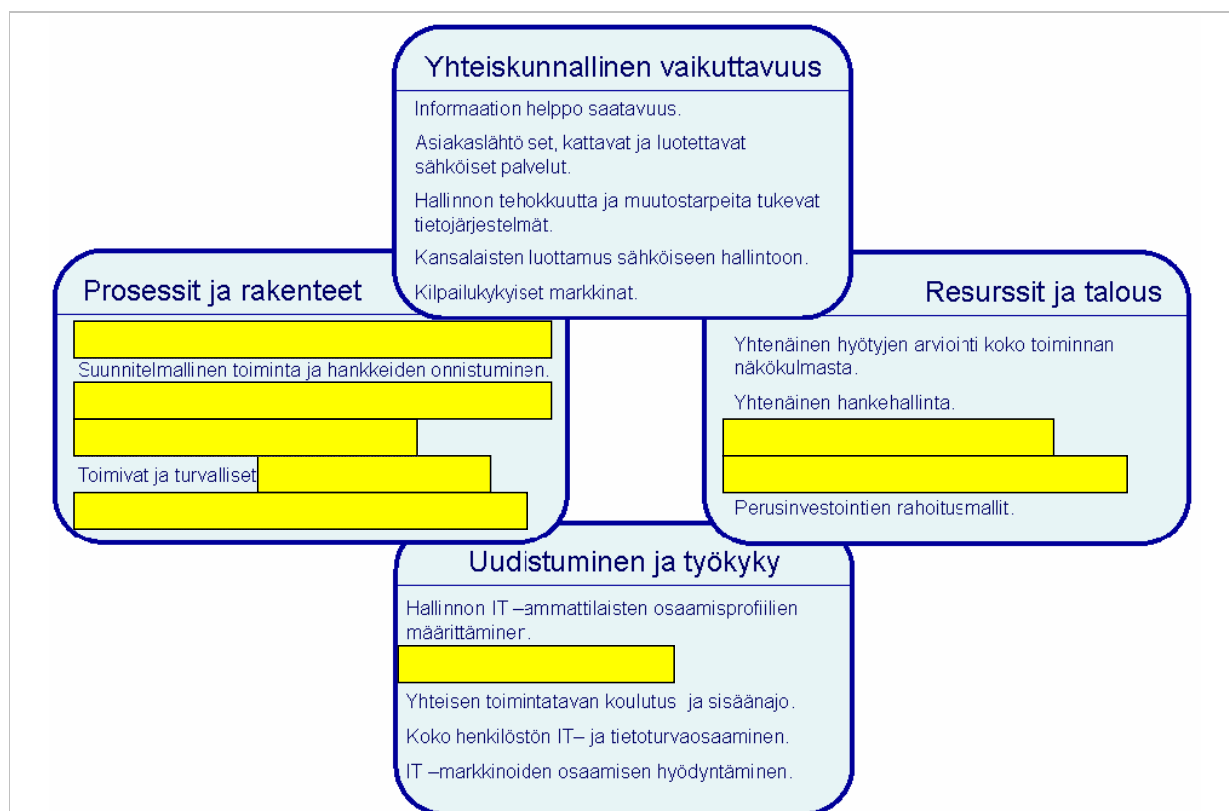 Yhteiskunnallinen vaikuttavuus
Informaation helppo saatavuus.
Asiakaslhtö set, kattavat ja luotettavat
sähköiset palvelut.
Hallinnon tehokkuutta ja muutostarpeita tukevat
tietojärjestelmät.
Kansalaisten luottamus sähköiseen hallintoon.
Kilpailukykyiset markkinat.
Prosessit ja rakenteet
Suunnitelmallinen toiminta ja hankkeiden onnistuminen.
Toimivat ja turvalliset
Resurssit ja talous
Yhtenäinen hyötyjen arviointi koko toiminnan
näkökulmasta.
Yhtenäinen hankehallinta.
Perusinvestointien rahoitusmallit.
Uudistuminen ja työkyky
Hallinnon IT –ammattilaisten osaamisprofiilien
määrittäminen.
Yhteisen toimintatavan koulutus ja sisäänajo.
Koko henkilöstön IT– ja tietoturvaosaaminen.
IT –markkinoiden osaamisen hyödyntäminen.